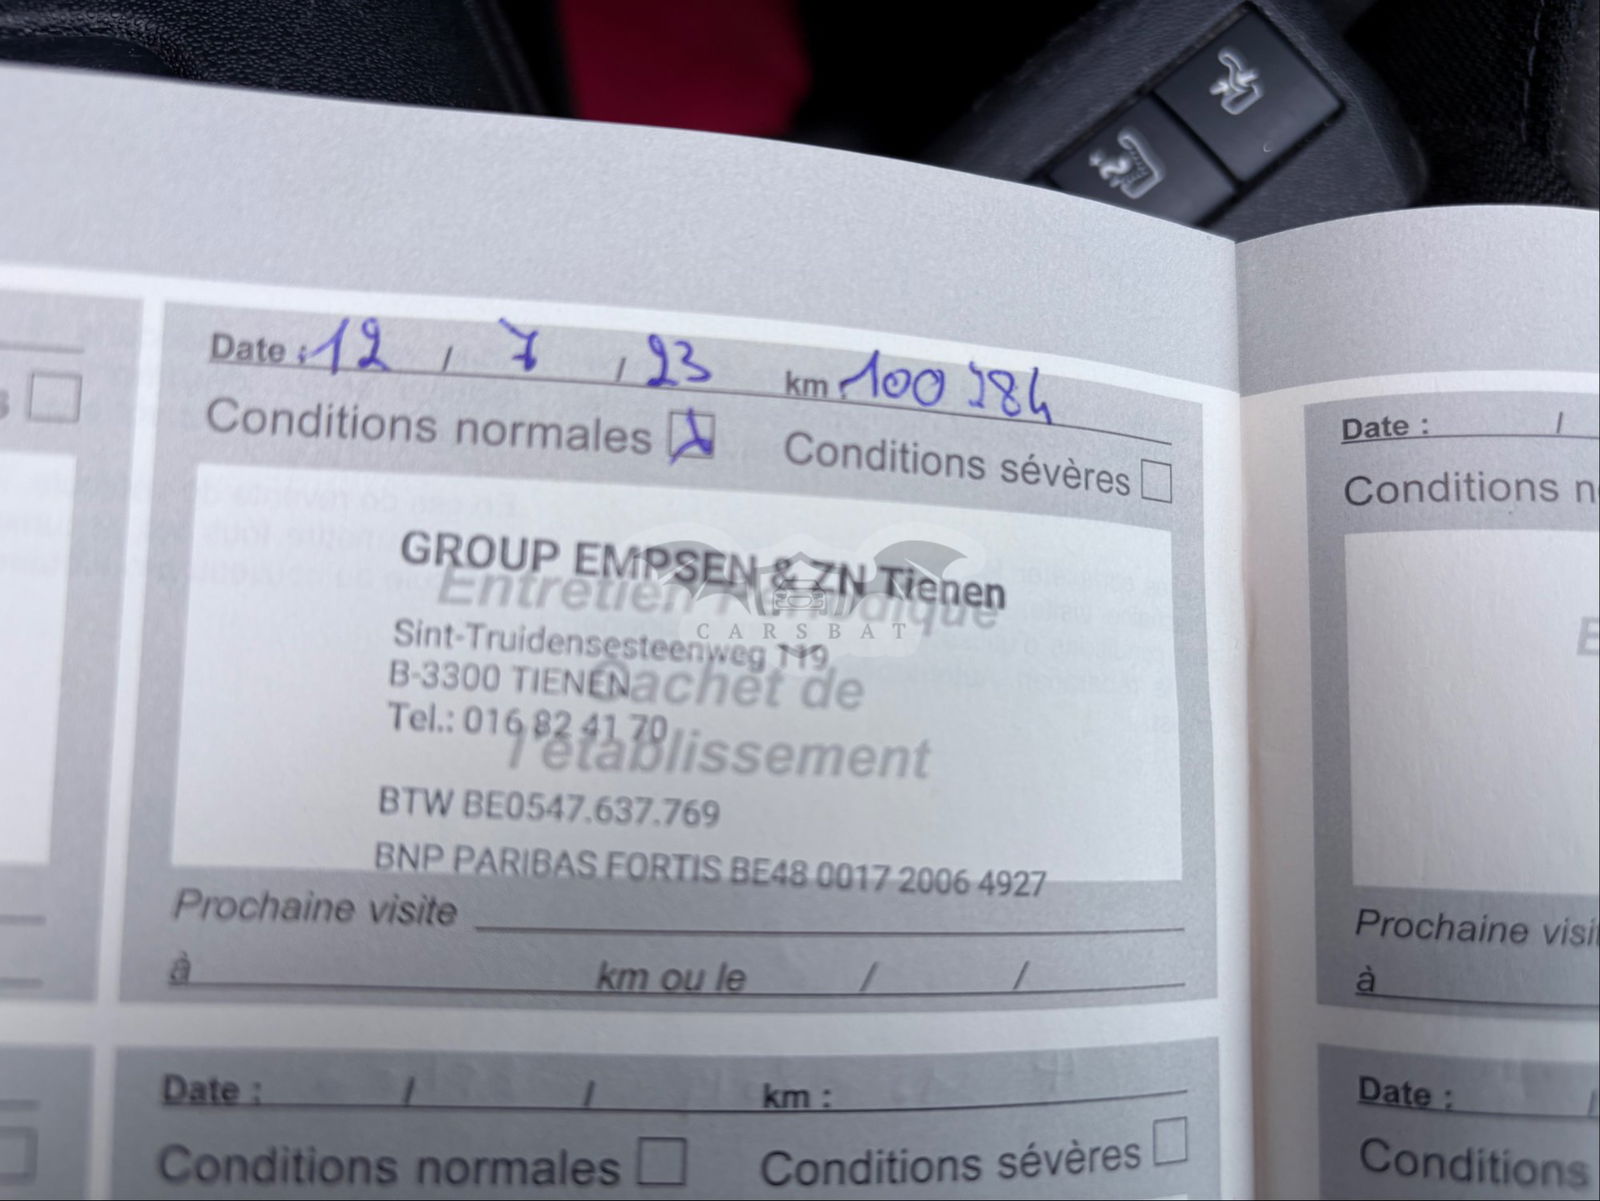 Date : 12 / 7 / 23 km : 100 284
Conditions normales Conditions sévères
GROUP EMPSEN & ZN Tienen
Entretien Périodique
CARSBAT
Sint-Truidensesteenweg 119
B-3300 TIENEN
Cachet de
Tel.: 016 82 41 70
l'établissement
BTW BE0547.637.769
BNP PARIBAS FORTIS BE48 0017 2006 4927
Prochaine visite
à km ou le / /
Date : / / km :
Conditions normales Conditions sévères
Date : /
Conditions n
E
Prochaine visi
à
Date : /
Conditions